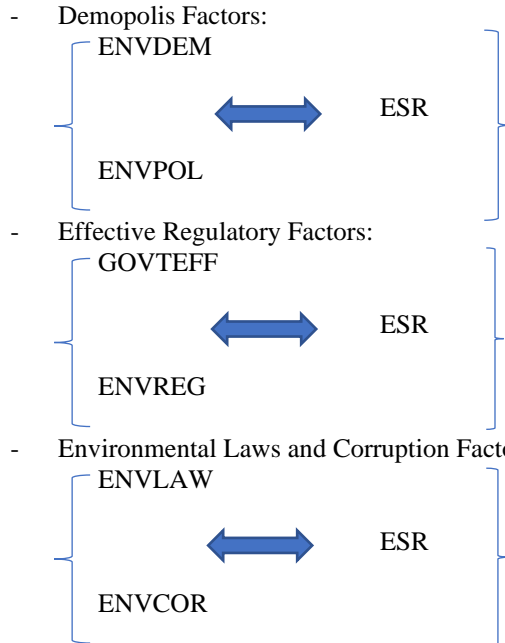 - Demopolis Factors:
ENVDEM
ESR
ENVPOL
- Effective Regulatory Factors:
GOVTEFF
ESR
ENVREG
- Environmental Laws and Corruption Facto
ENVLAW
ESR
ENVCOR